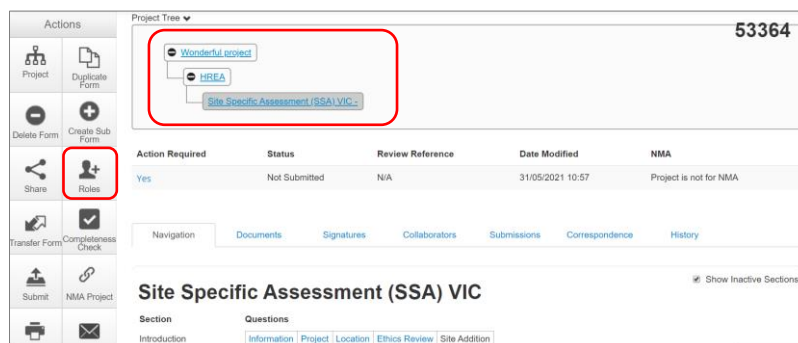 Actions
Project
Duplicate
Form
Delete Form
Create Sub
Form
Share
Roles
Transfer Form
Completeness
Check
Submit
NMA Project
Project Tree
53364
Wonderful project
HREA
Site Specific Assessment (SSA) VIC -
Action Required Status Review Reference Date Modified NMA
Yes Not Submitted N/A 31/05/2021 10:57 Project is not for NMA
Navigation Documents Signatures Collaborators Submissions Correspondence History
Show Inactive Sections
Site Specific Assessment (SSA) VIC
Section Questions
Introduction Information Project Location Ethics Review Site Addition